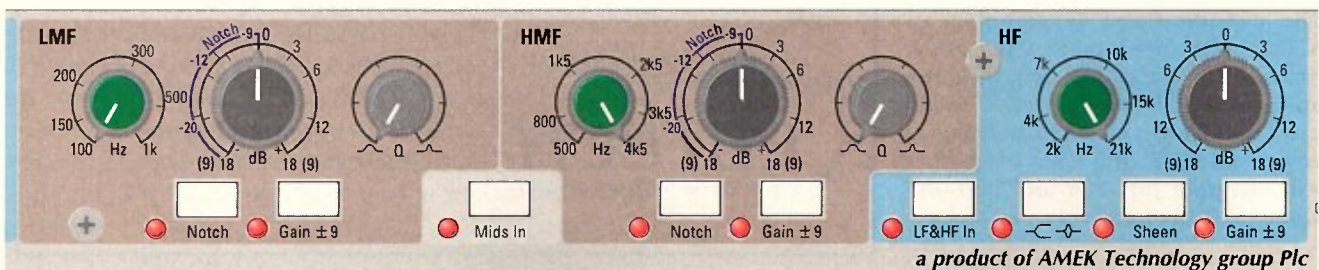 LMF
100 150 200 300 500 1k
Hz
Notch
-20 -12 -9 0 3 6 12
(9) 18 dB + 18 (9)
Q
Notch
Gain ±9
Mids In
HMF
500 800 1k5 2k5 3k5 4k5
Hz
Notch
-20 -12 -9 0 3 6 12
(9) 18 - dB + 18 (9)
Q
Notch
Gain ±9
HF
2k 4k 7k 10k 15k 21k
Hz
12 6 3 0 3 6 12
(9) 18 - dB + 18 (9)
LF&HF In
Sheen
Gain ±9
a product of AMEK Technology group Plc